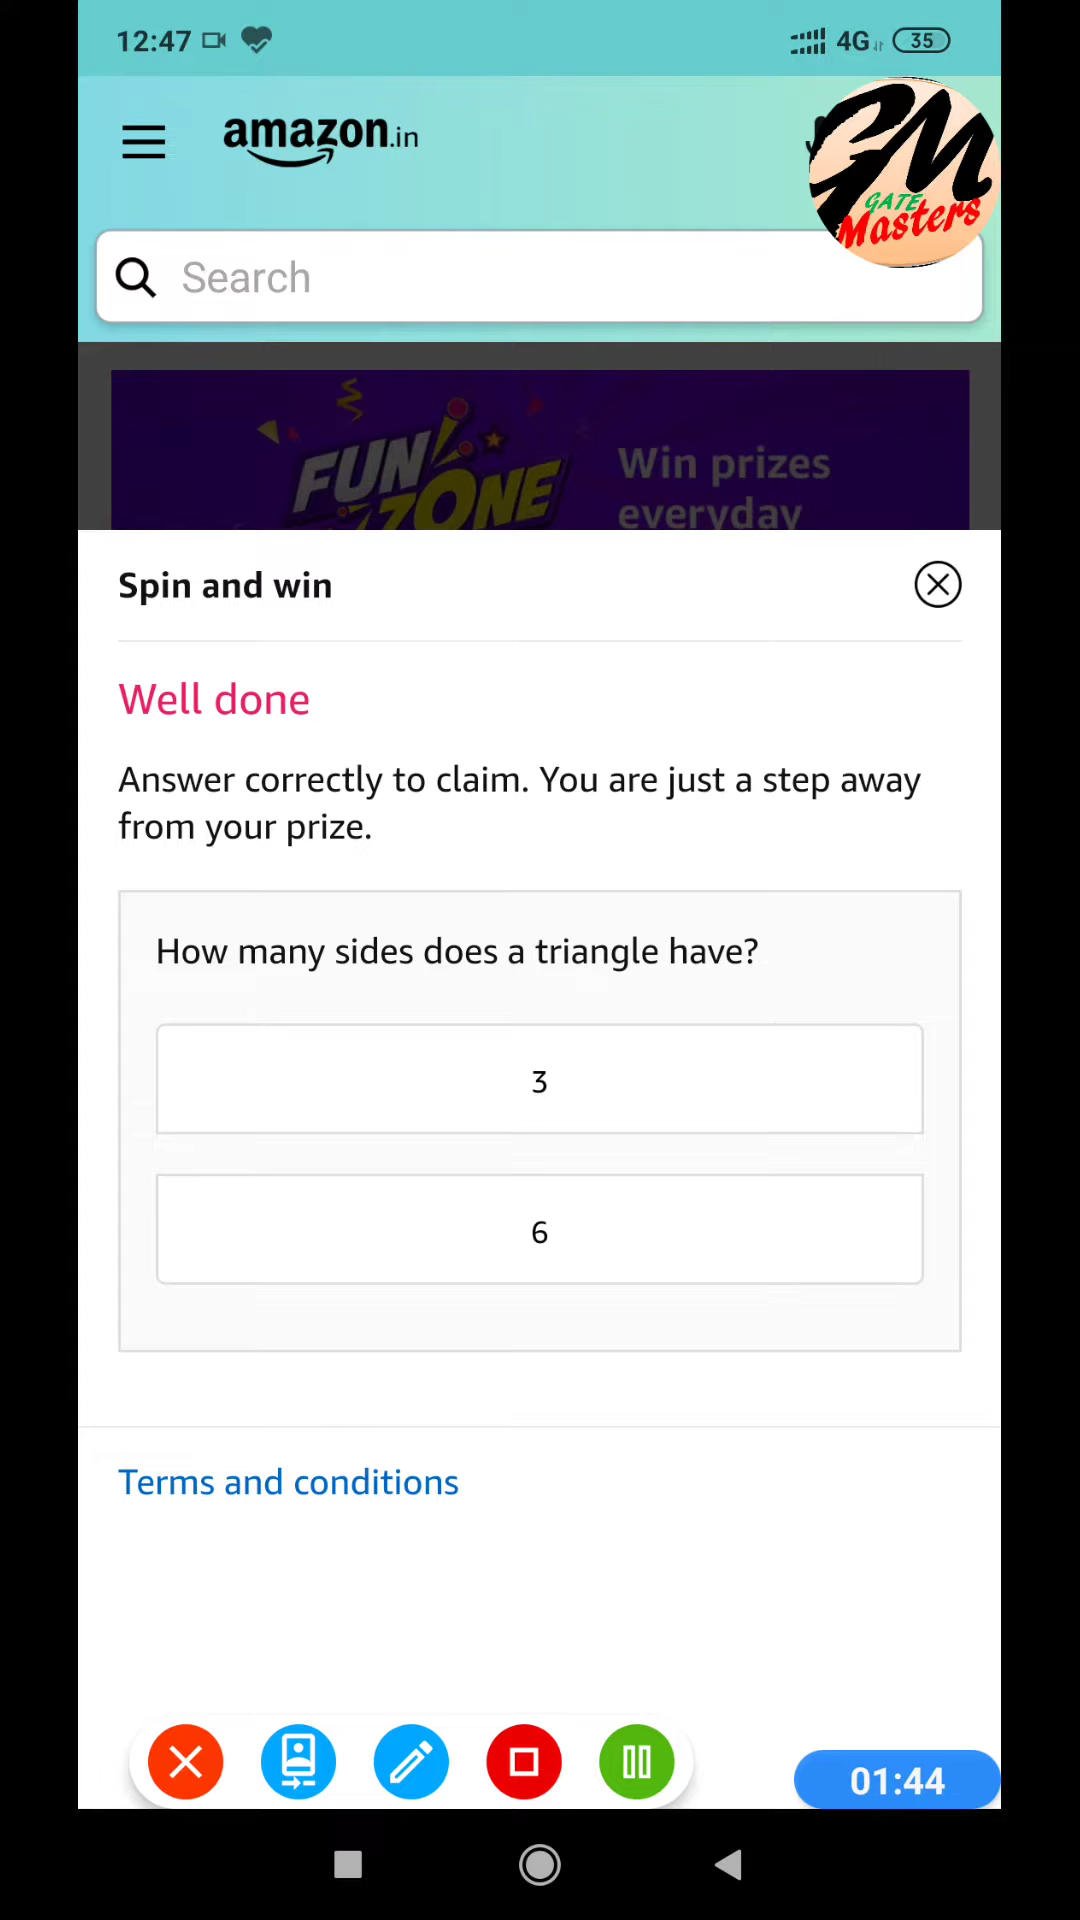 12:47
4G
35
amazon.in
GM
GATE
Masters
Search
FUN
ZONE
Win prizes
everyday
Spin and win
Well done
Answer correctly to claim. You are just a step away
from your prize.
How many sides does a triangle have?
3
6
Terms and conditions
01:44